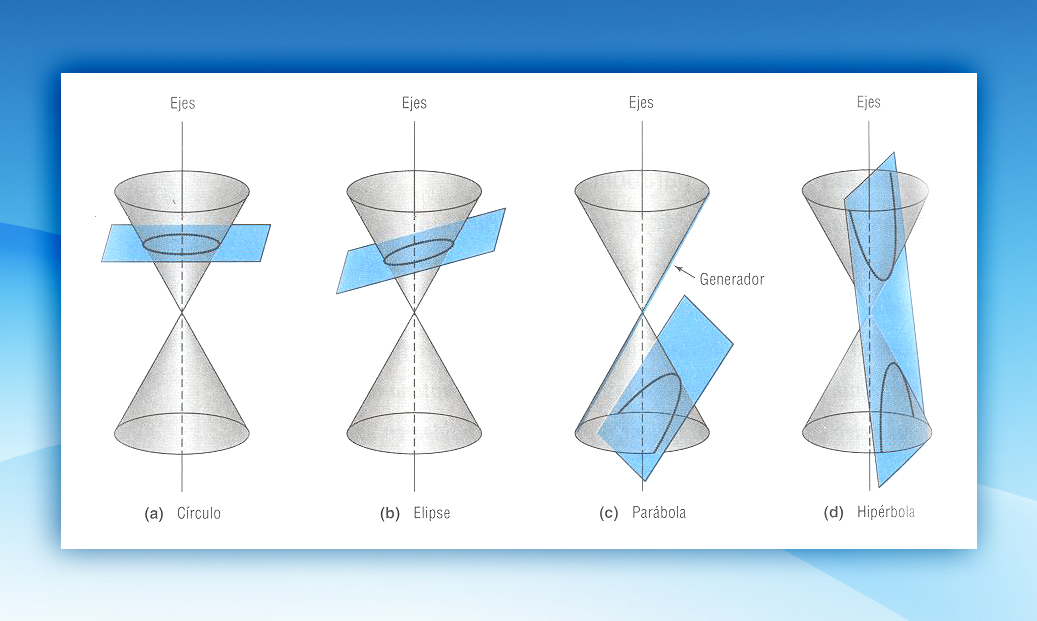 Ejes
Ejes
Ejes
Ejes
Generador
(a) Círculo
(b) Elipse
(c) Parábola
(d) Hipérbola